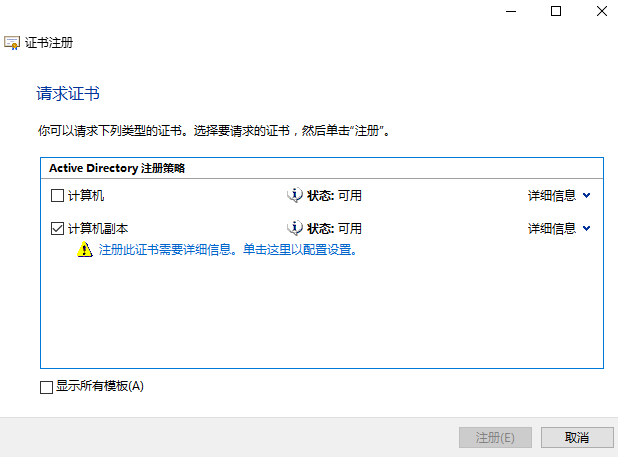 证书注册
请求证书
你可以请求下列类型的证书。选择要请求的证书，然后单击“注册”。
Active Directory 注册策略
计算机 状态: 可用 详细信息
计算机副本 状态: 可用 详细信息
注册此证书需要详细信息。单击这里以配置设置。
显示所有模板(A)
注册(E) 取消